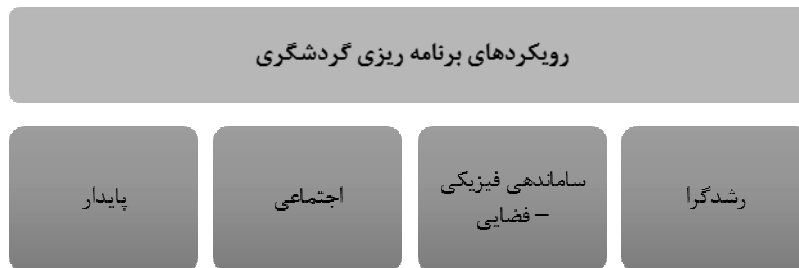 رویکردهای برنامه ریزی گردشگری
رشدگرا
ساماندهی فیزیکی
– فضایی
اجتماعی
پایدار